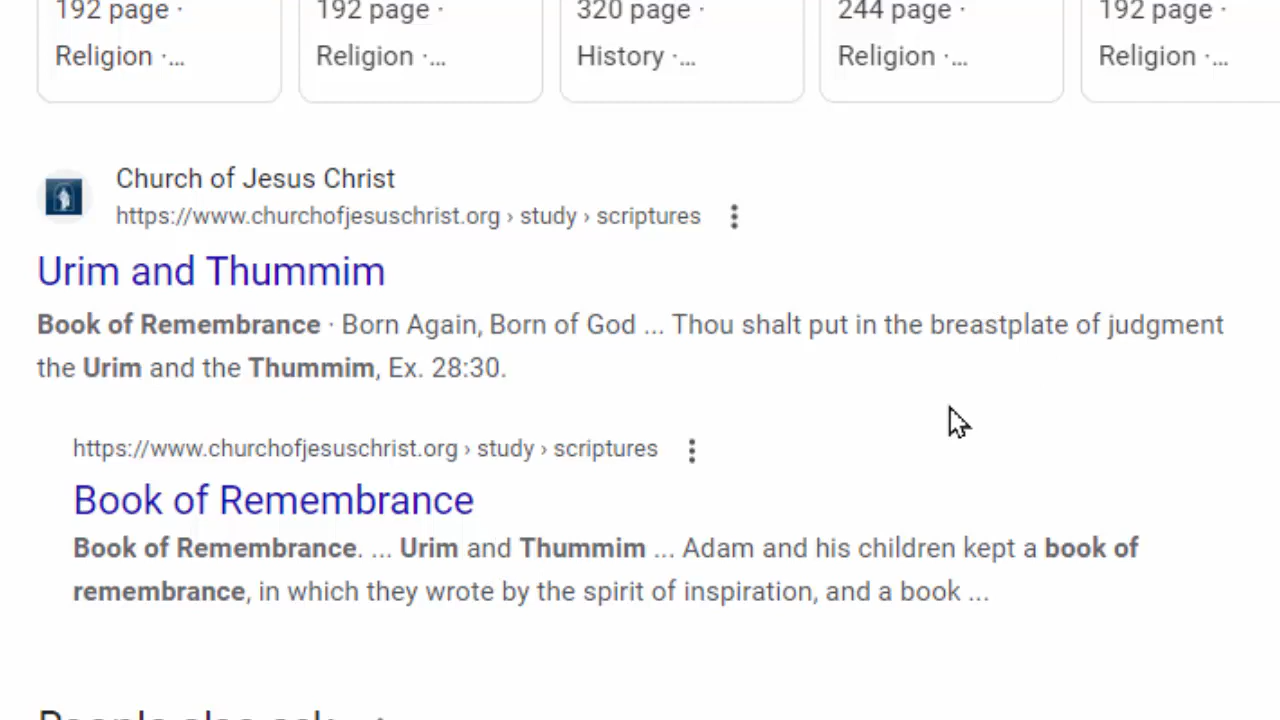 192 page ·
192 page ·
320 page ·
244 page ·
192 page ·
Religion ·...
Religion ·...
History ·...
Religion ·...
Religion ·...
Church of Jesus Christ
https://www.churchofjesuschrist.org › study › scriptures
Urim and Thummim
Book of Remembrance · Born Again, Born of God ... Thou shalt put in the breastplate of judgment
the Urim and the Thummim, Ex. 28:30.
https://www.churchofjesuschrist.org › study › scriptures
Book of Remembrance
Book of Remembrance. ... Urim and Thummim ... Adam and his children kept a book of
remembrance, in which they wrote by the spirit of inspiration, and a book ...
People also ask